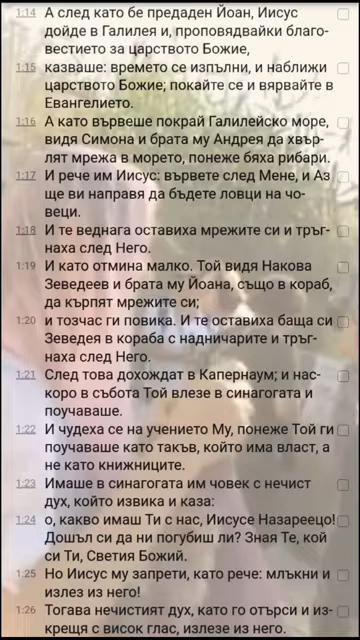 1:14 А след като бе предаден Йоан, Иисус
дойде в Галилея и, проповядвайки благо-
вестието за царството Божие,
1:15 казваше: времето се изпълни, и наближи
царството Божие; покайте се и вярвайте в
Евангелието.
1:16 А като вървеше покрай Галилейско море,
видя Симона и брата му Андрея да хвър-
лят мрежа в морето, понеже бяха рибари.
1:17 И рече им Иисус: вървете след Мене, и Аз
ще ви направя да бъдете ловци на чо-
веци.
1:18 И те веднага оставиха мрежите си и тръг-
наха след Него.
1:19 И като отмина малко. Той видя Накова
Зеведеев и брата му Йоана, също в кораб,
да кърпят мрежите си;
1:20 и тозчас ги повика. И те оставиха баща си
Зеведея в кораба с надничарите и тръг-
наха след Него.
1:21 След това дохождат в Капернаум; и нас-
коро в събота Той влезе в синагогата и
поучаваше.
1:22 И чудеха се на учението Му, понеже Той ги
поучаваше като такъв, който има власт, а
не като книжниците.
1:23 Имаше в синагогата им човек с нечист
дух, който извика и каза:
1:24 о, какво имаш Ти с нас, Иисусе Назареецо!
Дошъл си да ни погубиш ли? Зная Те, кой
си Ти, Светия Божий.
1:25 Но Иисус му запрети, като рече: млъкни и
излез из него!
1:26 Тогава нечистият дух, като го отърси и из-
крещя с висок глас, излезе из него.